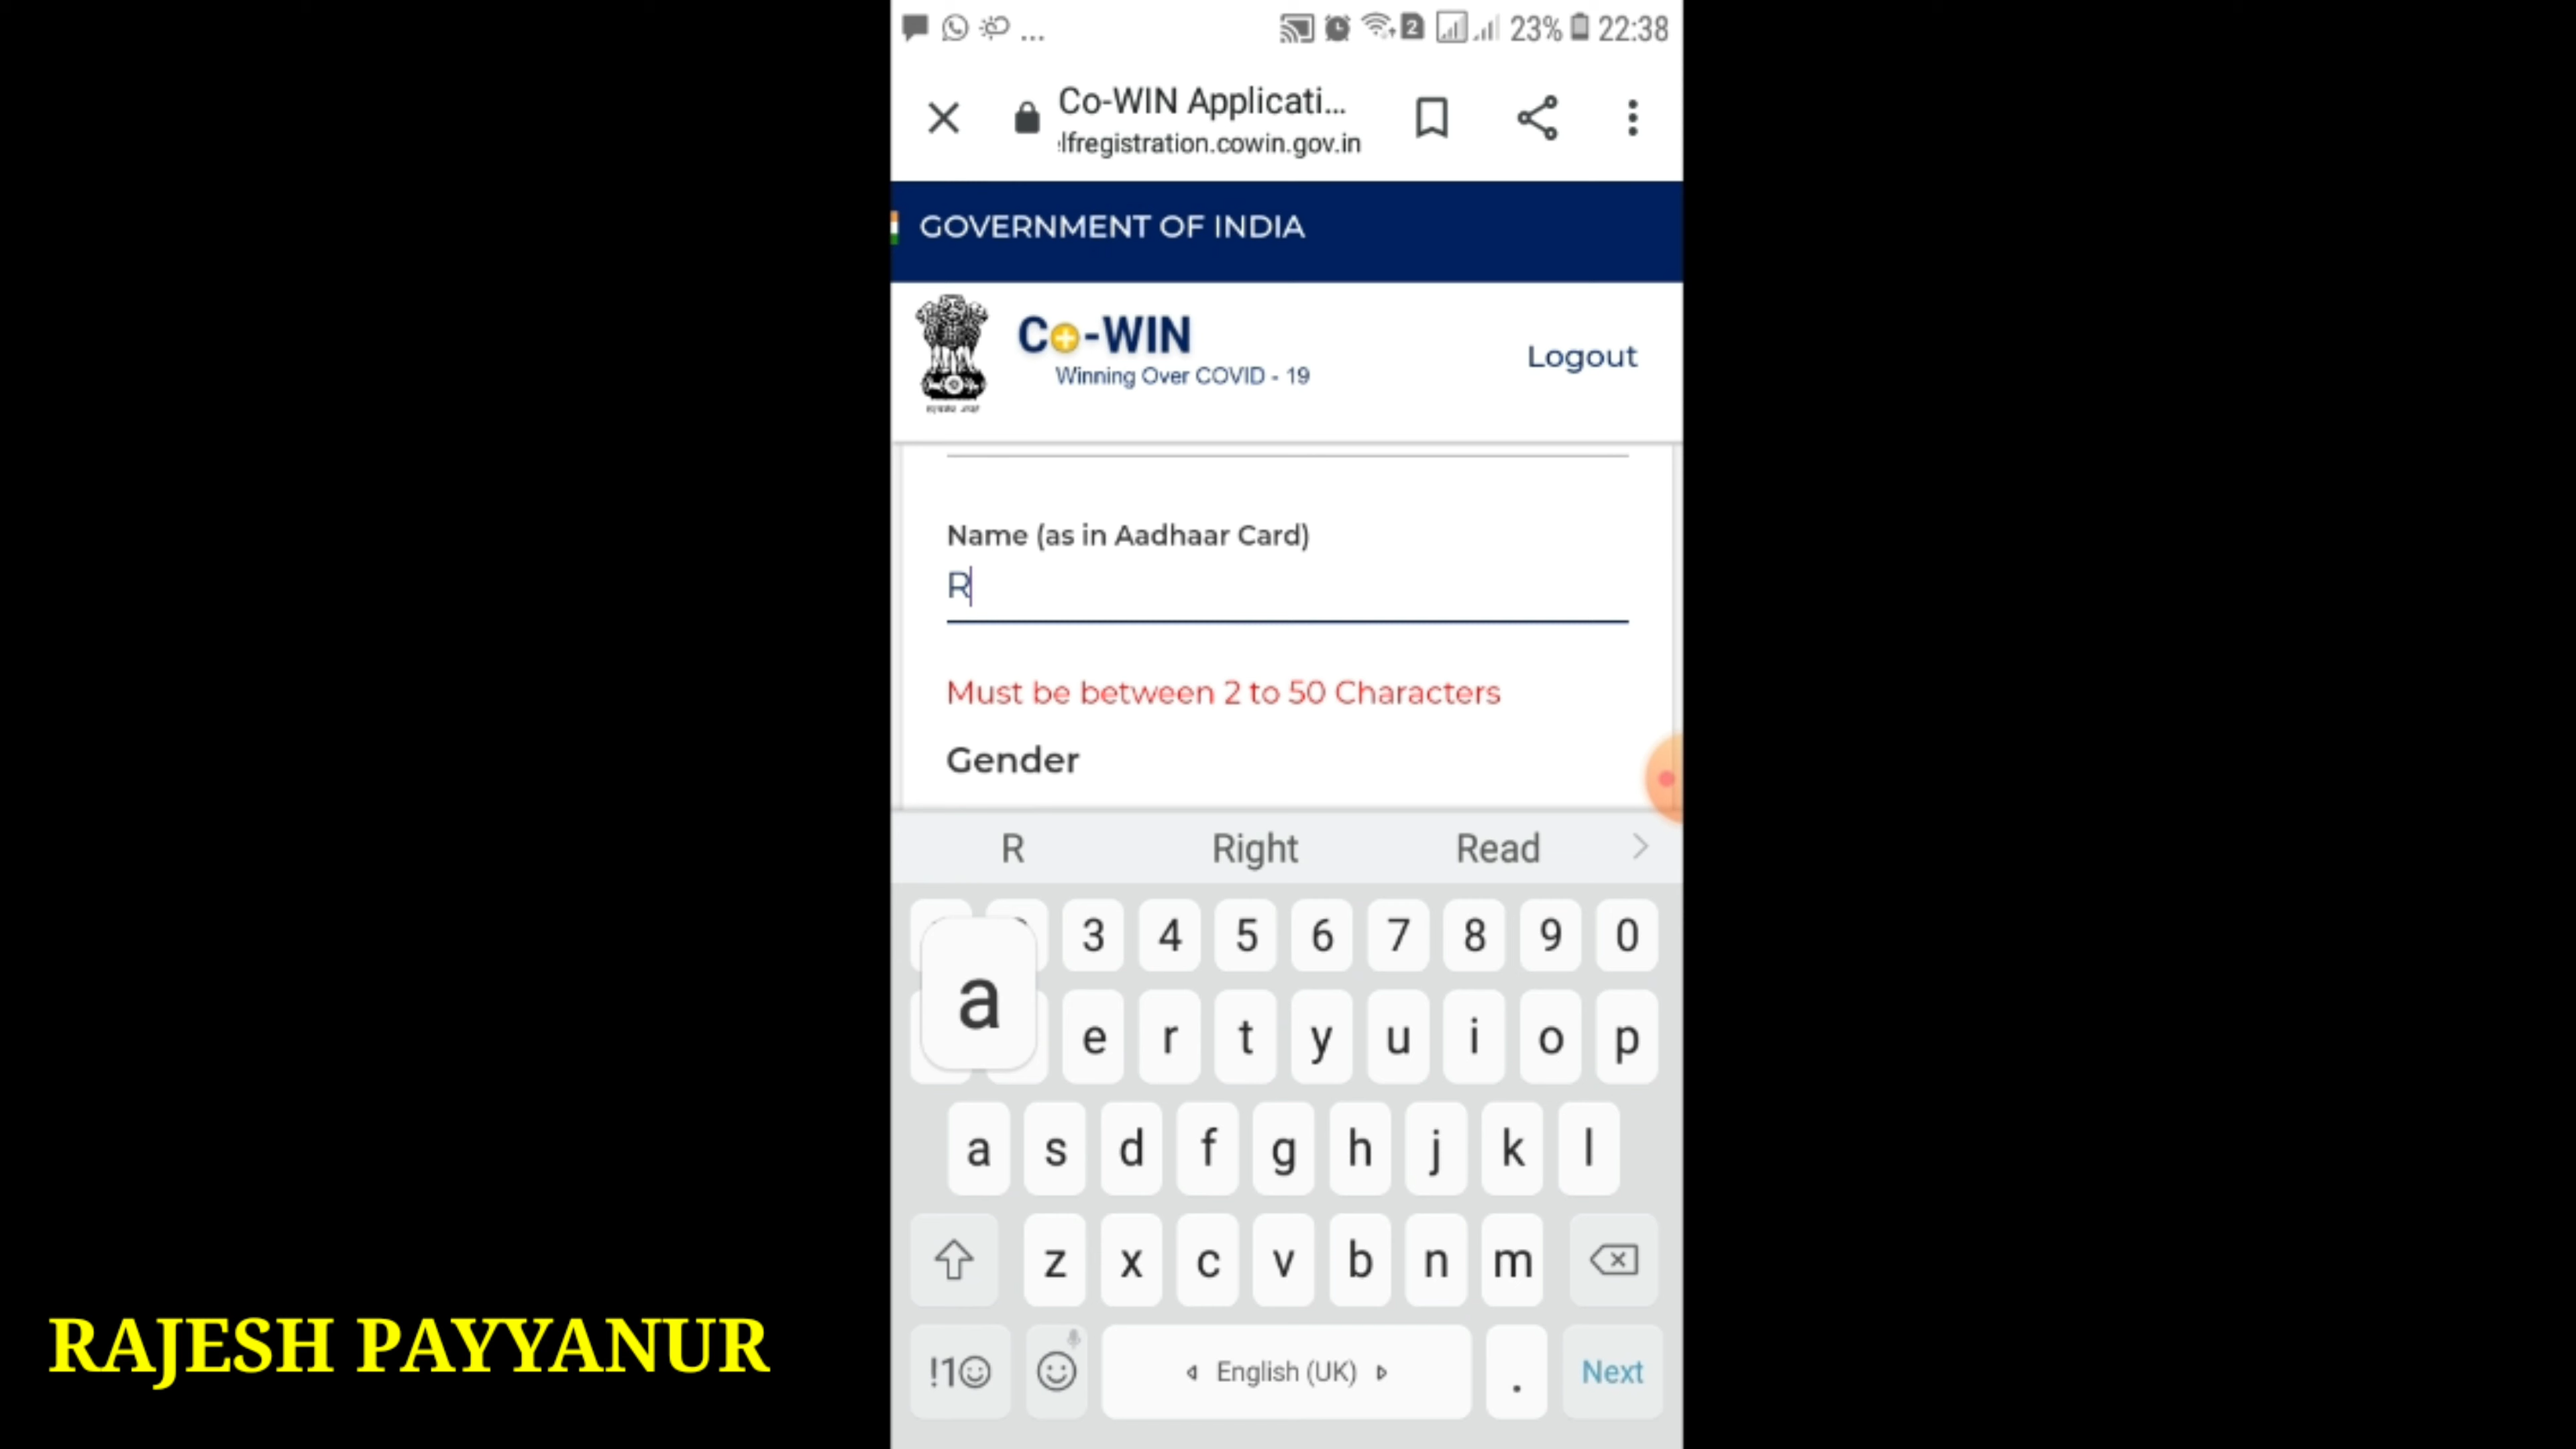 ... 2 23% 22:38
Co-WIN Applicati...
lfregistration.cowin.gov.in
GOVERNMENT OF INDIA
Co-WIN
Winning Over COVID - 19
Logout
Name (as in Aadhaar Card)
R
Must be between 2 to 50 Characters
Gender
R Right Read
3 4 5 6 7 8 9 0
a
e r t y u i o p
a s d f g h j k l
z x c v b n m
!1☺ English (UK) . Next
RAJESH PAYYANUR